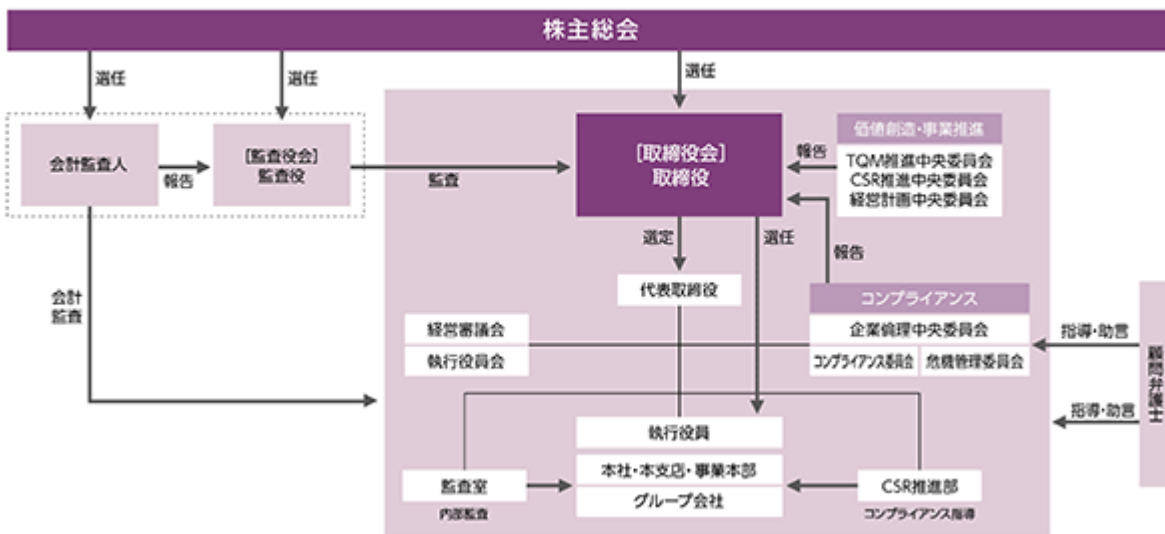 株主総会
選任
選任
選任
会計監査人
報告
[監査役会]
監査役
監査
[取締役会]
取締役
報告
価値創造・事業推進
TQM推進中央委員会
CSR推進中央委員会
経営計画中央委員会
選定
選任
報告
会計
監査
代表取締役
コンプライアンス
経営審議会
執行役員会
企業倫理中央委員会
コンプライアンス委員会
危機管理委員会
指導・助言
指導・助言
顧問弁護士
執行役員
本社・本支店・事業本部
グループ会社
監査室
内部監査
CSR推進部
コンプライアンス指導